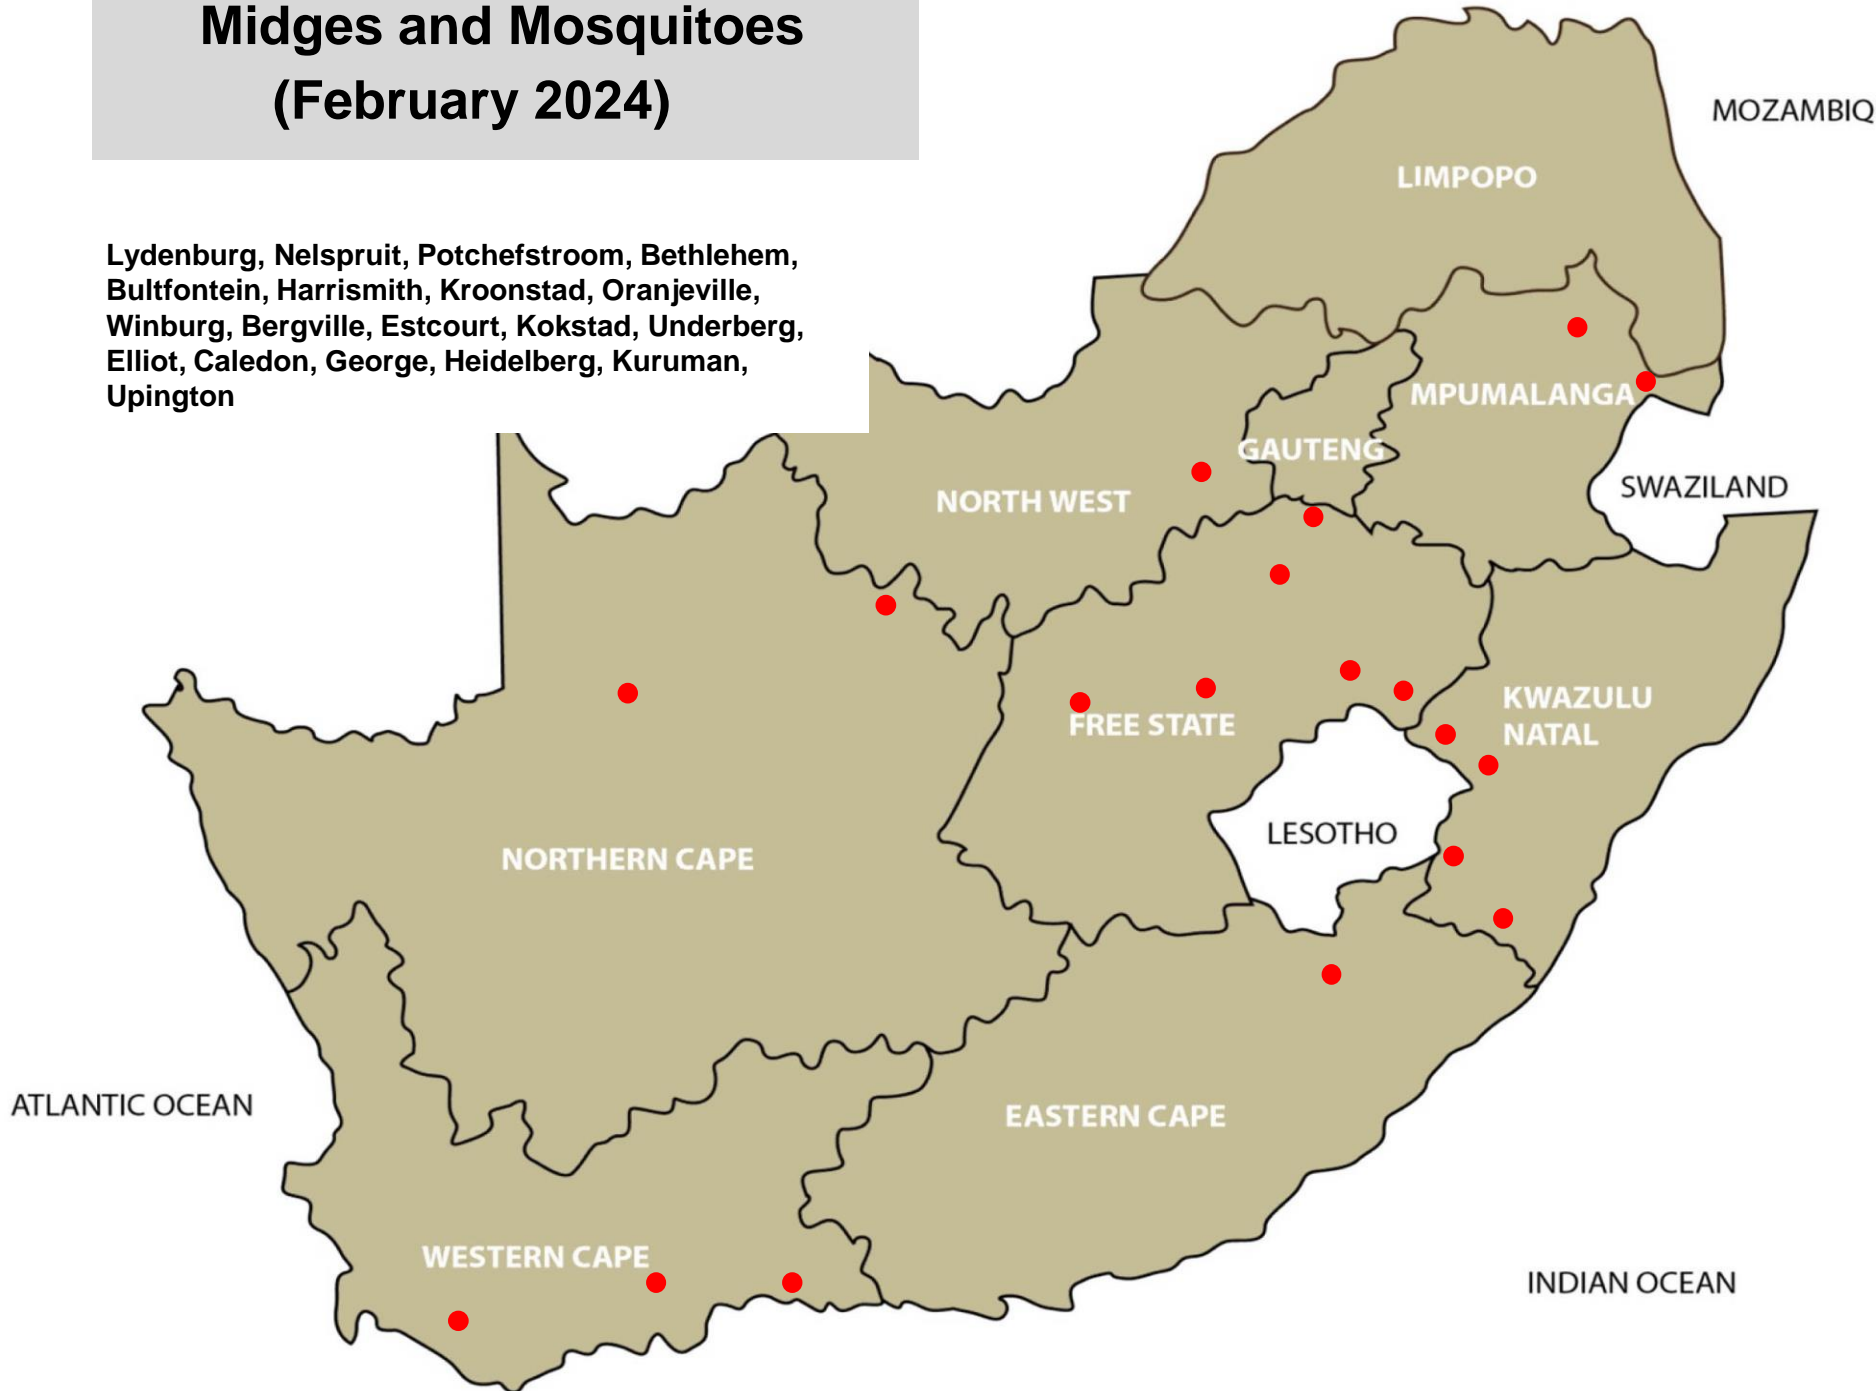 Midges and Mosquitoes
(February 2024)
Lydenburg, Nelspruit, Potchefstroom, Bethlehem,
Bultfontein, Harrismith, Kroonstad, Oranjeville,
Winburg, Bergville, Estcourt, Kokstad, Underberg,
Elliot, Caledon, George, Heidelberg, Kuruman,
Upington
MOZAMBIQ
LIMPOPO
MPUMALANGA
GAUTENG
SWAZILAND
NORTH WEST
KWAZULU
NATAL
FREE STATE
LESOTHO
NORTHERN CAPE
ATLANTIC OCEAN
EASTERN CAPE
WESTERN CAPE
INDIAN OCEAN